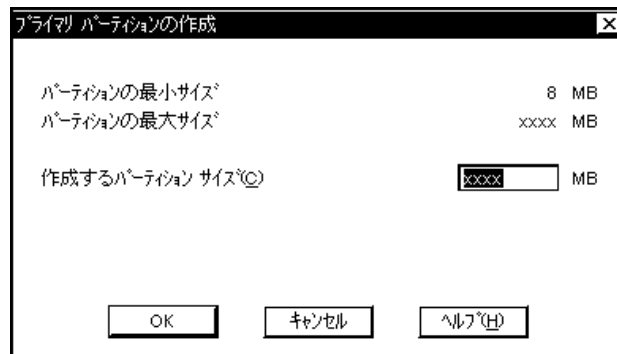 プライマリ パーティションの作成
パーティションの最小サイズ 8 MB
パーティションの最大サイズ xxxx MB
作成するパーティション サイズ(C) xxxx MB
OK キャンセル ヘルプ(H)